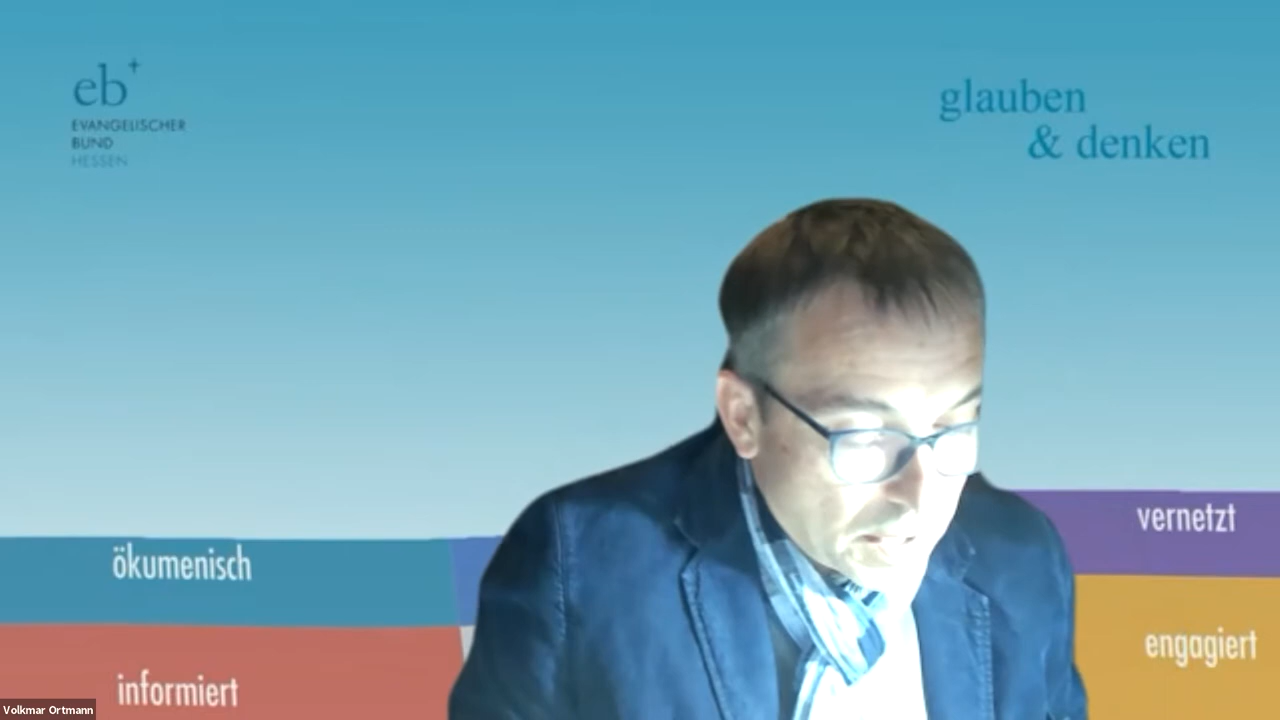 eb+
EVANGELISCHER
BUND
HESSEN
glauben
& denken
ökumenisch
informiert
vernetzt
engagiert
Volkmar Ortmann